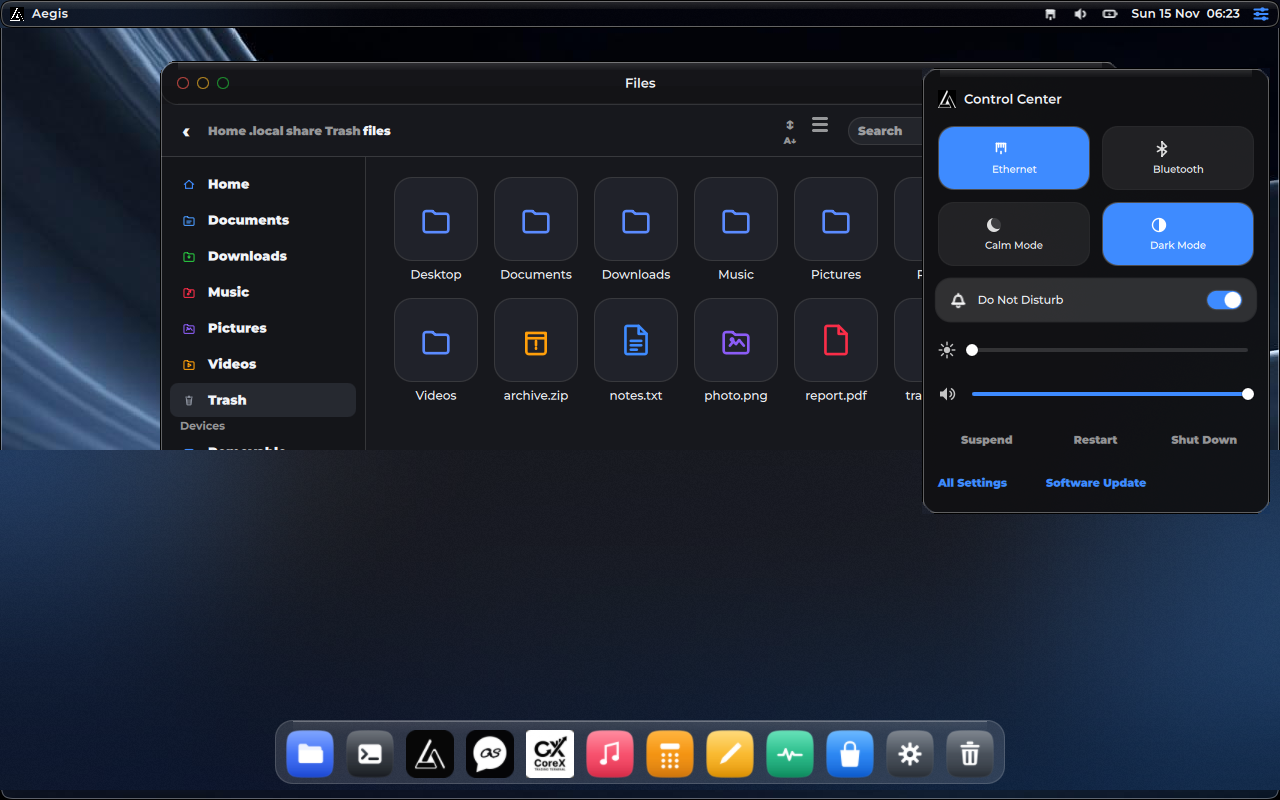 Aegis
Sun 15 Nov 06:23
Files
Control Center
Home .local share Trash files
A+
Search
Ethernet
Bluetooth
Home
Documents
Downloads
Music
Pictures
Videos
Trash
Devices
Desktop
Documents
Downloads
Music
Pictures
Videos
archive.zip
notes.txt
photo.png
report.pdf
tra
Calm Mode
Dark Mode
Do Not Disturb
Suspend
Restart
Shut Down
All Settings
Software Update
as
CX
CoreX